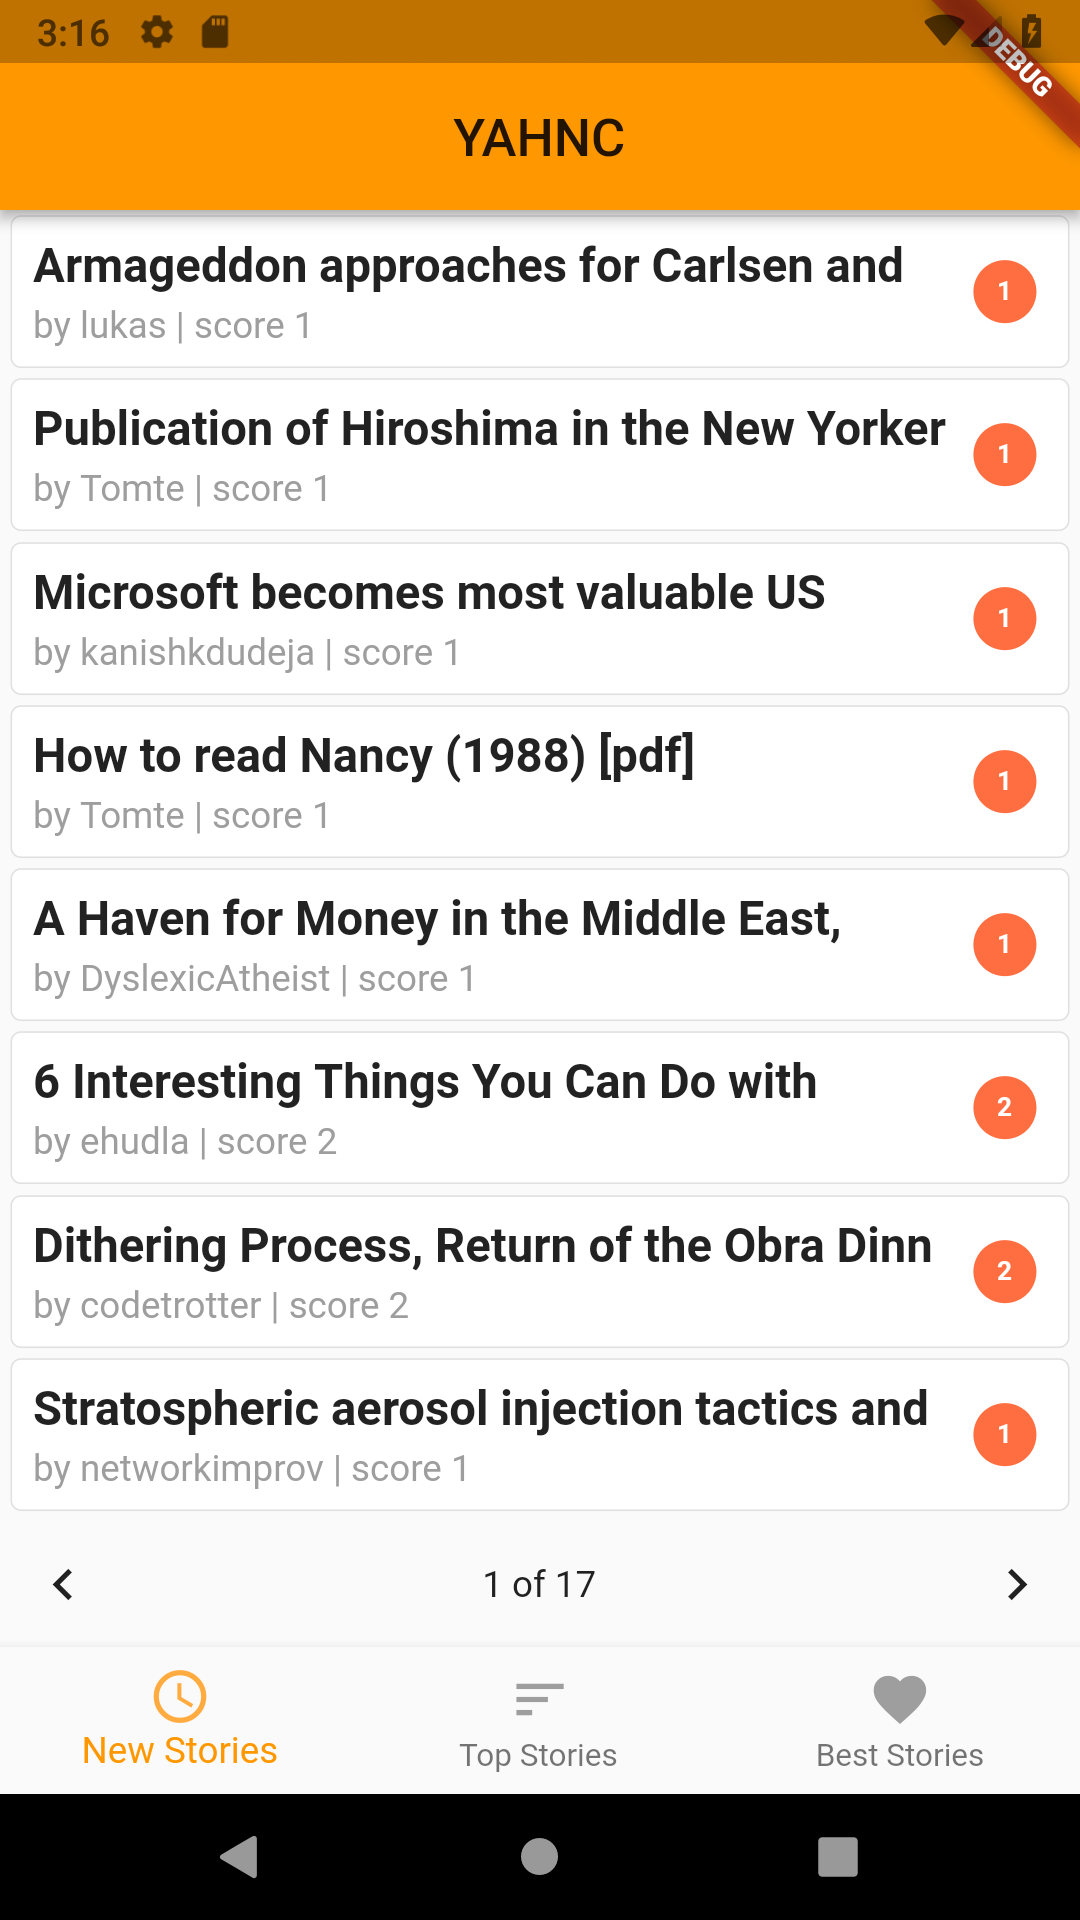 3:16
DEBUG
YAHNC
Armageddon approaches for Carlsen and
by lukas | score 1
1
Publication of Hiroshima in the New Yorker
by Tomte | score 1
1
Microsoft becomes most valuable US
by kanishkdudeja | score 1
1
How to read Nancy (1988) [pdf]
by Tomte | score 1
1
A Haven for Money in the Middle East,
by DyslexicAtheist | score 1
1
6 Interesting Things You Can Do with
by ehudla | score 2
2
Dithering Process, Return of the Obra Dinn
by codetrotter | score 2
2
Stratospheric aerosol injection tactics and
by networkimprov | score 1
1
1 of 17
New Stories
Top Stories
Best Stories